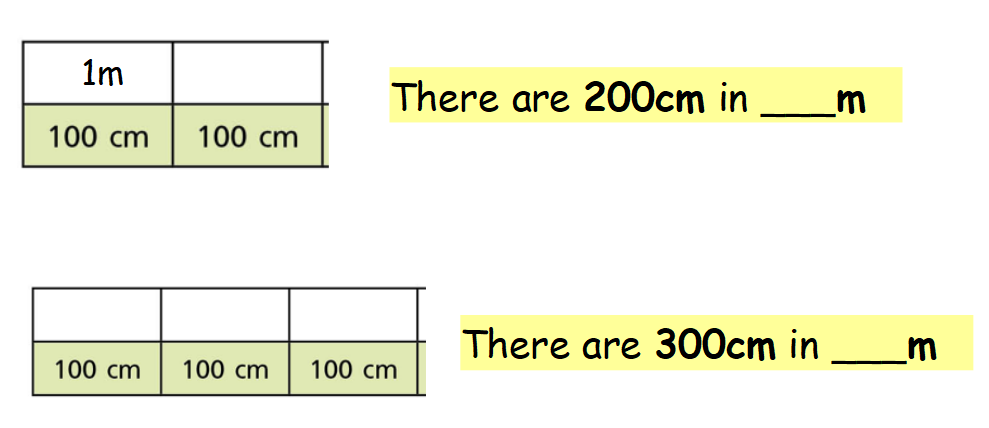 1m
100 cm 100 cm
There are 200cm in ___m
100 cm 100 cm 100 cm
There are 300cm in ___m